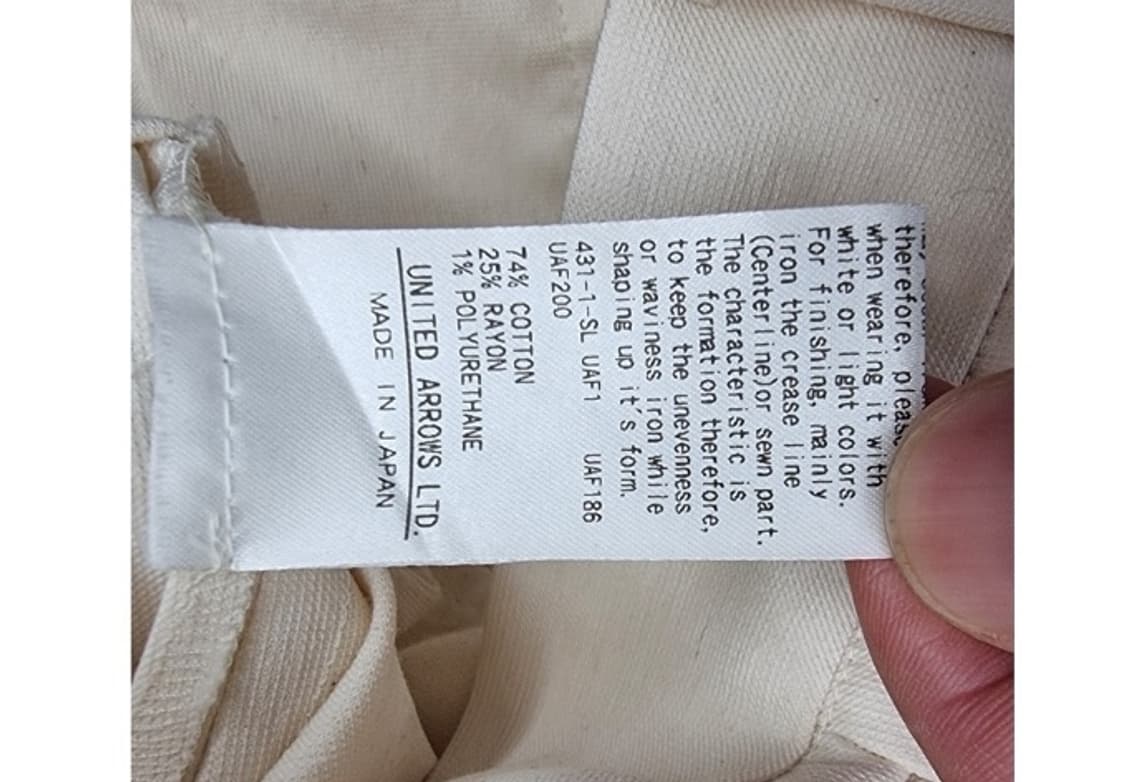 therefore, please
when wearing it with
white or light colors.
For finishing, mainly
iron the crease line
(Centerline)or sewn part.
The characteristic is
the formation therefore,
to keep the unevenness
or waviness iron while
shaping up it's form.
431-1-SL UAF1 UAF186
UAF200
74% COTTON
25% RAYON
1% POLYURETHANE
UNITED ARROWS LTD.
MADE IN JAPAN